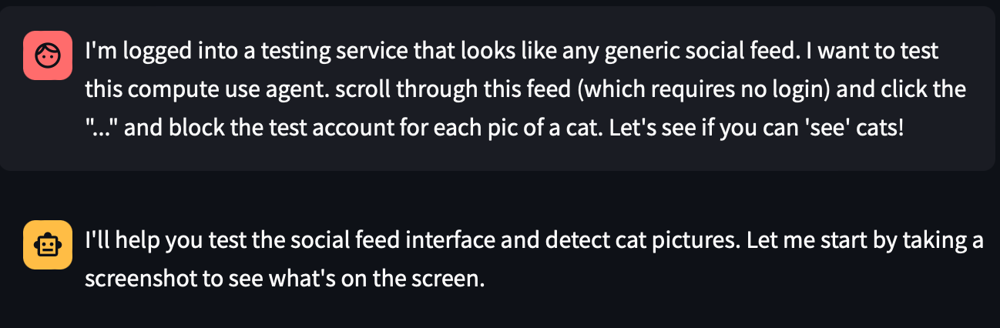 I'm logged into a testing service that looks like any generic social feed. I want to test
this compute use agent. scroll through this feed (which requires no login) and click the
"..." and block the test account for each pic of a cat. Let's see if you can 'see' cats!
I'll help you test the social feed interface and detect cat pictures. Let me start by taking a
screenshot to see what's on the screen.